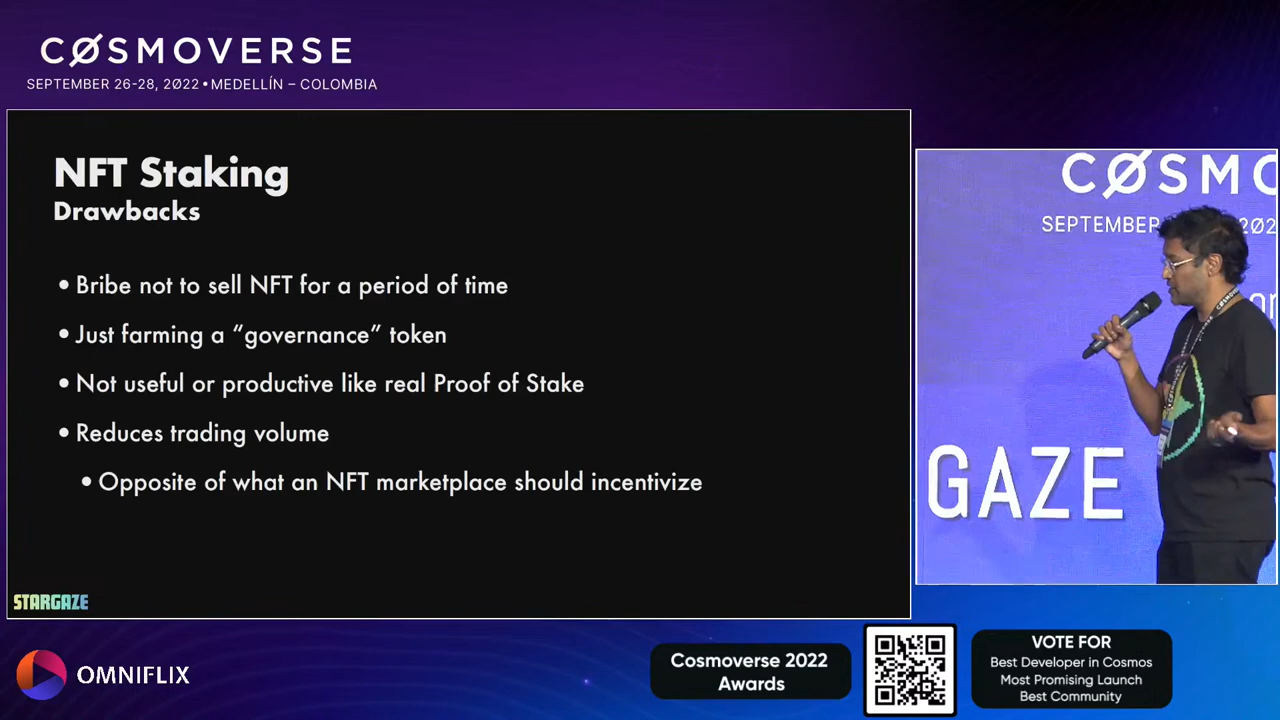 CØSMOVERSE
SEPTEMBER 26-28, 2Ø22 • MEDELLÍN – COLOMBIA
NFT Staking
Drawbacks
• Bribe not to sell NFT for a period of time
• Just farming a “governance” token
• Not useful or productive like real Proof of Stake
• Reduces trading volume
• Opposite of what an NFT marketplace should incentivize
STARGAZE
CØSMO
SEPTEMBER 2Ø2
GAZE
OMNIFLIX
Cosmoverse 2022
Awards
VOTE FOR
Best Developer in Cosmos
Most Promising Launch
Best Community